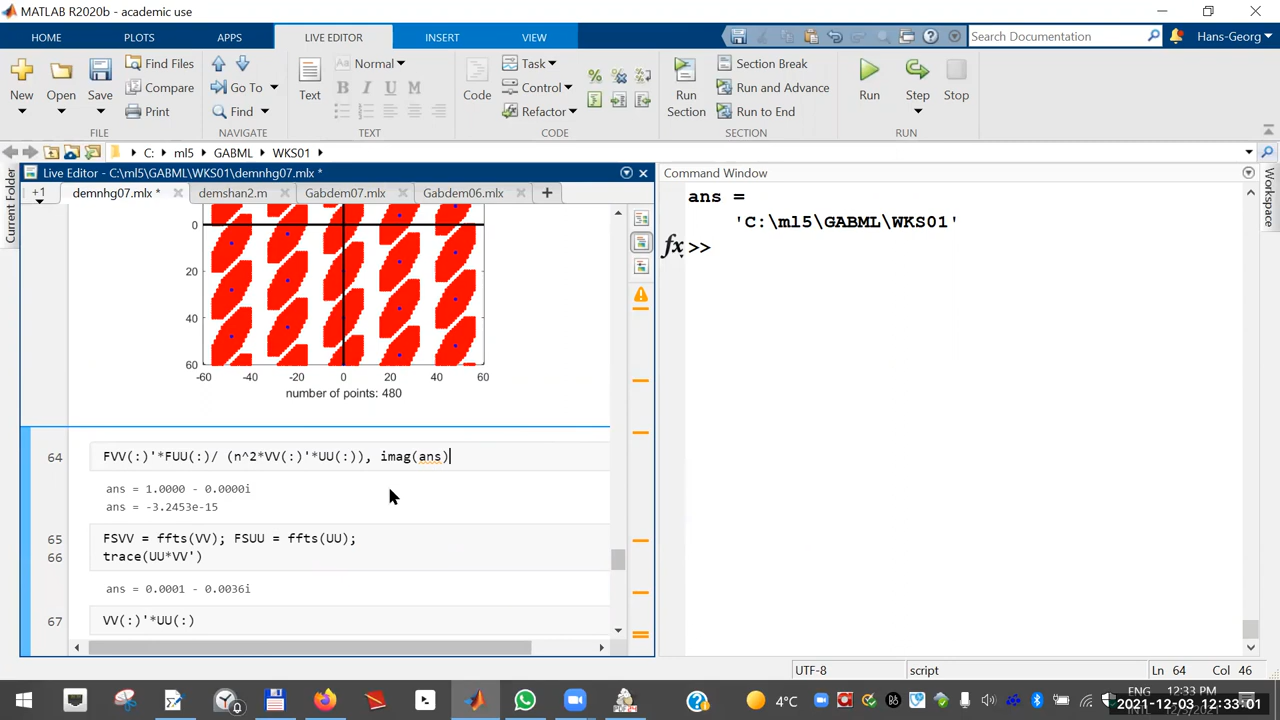 MATLAB R2020b - academic use
HOME PLOTS APPS LIVE EDITOR INSERT VIEW Search Documentation Hans-Georg
New Open Save Find Files Compare Print
Go To Find
Text Normal B I U M
Code Task Control Refactor
Run Section Section Break Run and Advance Run to End
Run Step Stop
FILE NAVIGATE TEXT CODE SECTION RUN
C: ml5 GABML WKS01
Current Folder
Live Editor - C:\ml5\GABML\WKS01\demnhg07.mlx *
+1 demnhg07.mlx * demshan2.m Gabdem07.mlx Gabdem06.mlx
0
20
40
60
-60 -40 -20 0 20 40 60
number of points: 480
64 FVV(:)'*FUU(:)/ (n^2*VV(:)'*UU(:)), imag(ans)
ans = 1.0000 - 0.0000i
ans = -3.2453e-15
65 FSVV = ffts(VV); FSUU = ffts(UU);
66 trace(UU*VV')
ans = 0.0001 - 0.0036i
67 VV(:)'*UU(:)
Command Window
ans =
'C:\ml5\GABML\WKS01'
fx >>
Workspace
UTF-8 script Ln 64 Col 46
4°C
ENG 12:33 PM
2021-12-03 12:33:01